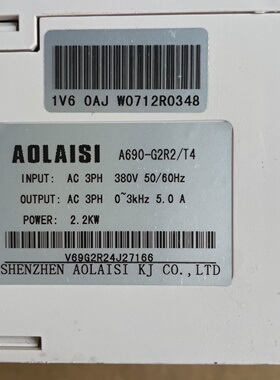 1V6 0AJ W0712R0348
AOLAISI A690-G2R2/T4
INPUT: AC 3PH 380V 50/60Hz
OUTPUT: AC 3PH 0~3kHz 5.0 A
POWER: 2.2KW
V69G2R24J27166
SHENZHEN AOLAISI KJ CO.,LTD